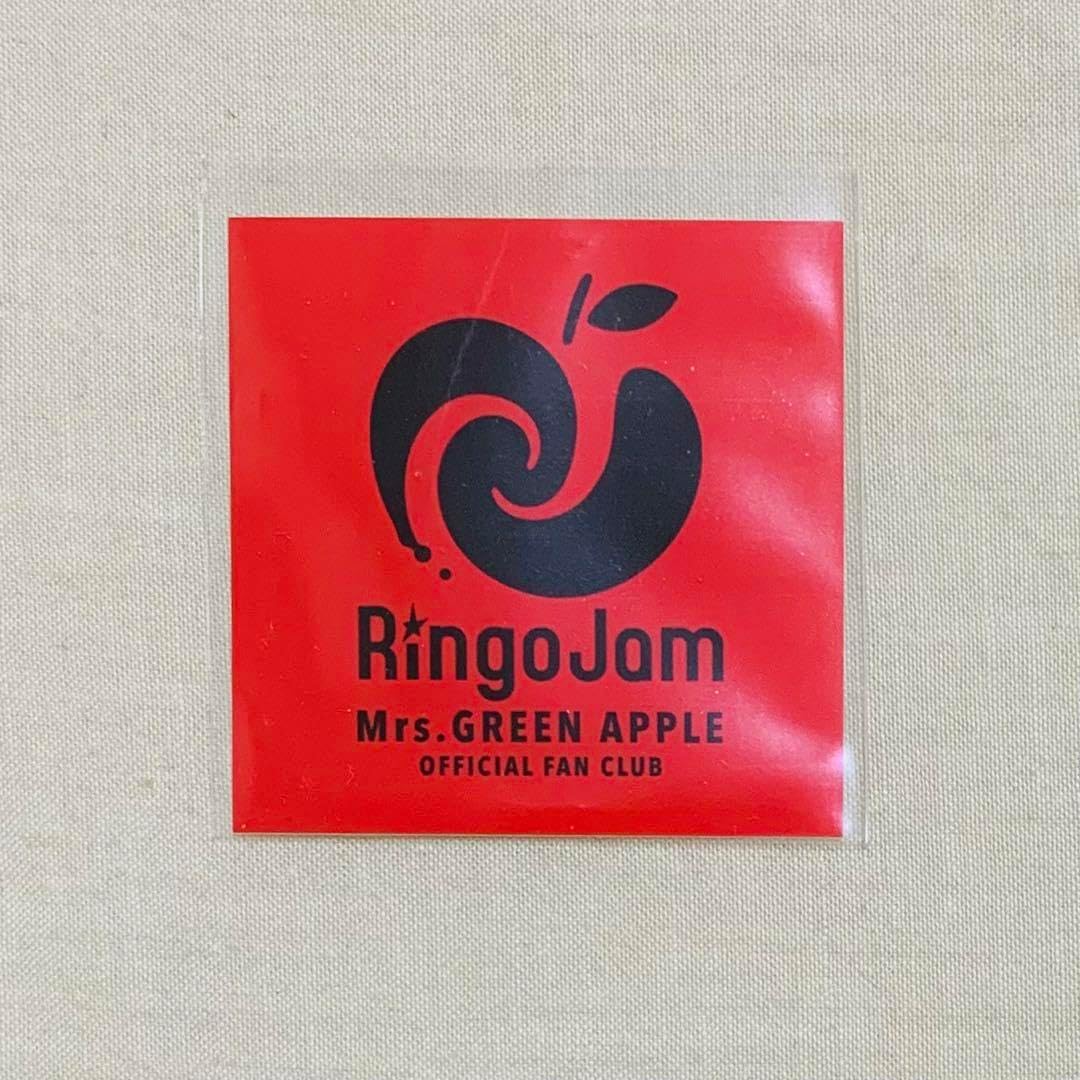 RingoJam
Mrs.GREEN APPLE
OFFICIAL FAN CLUB